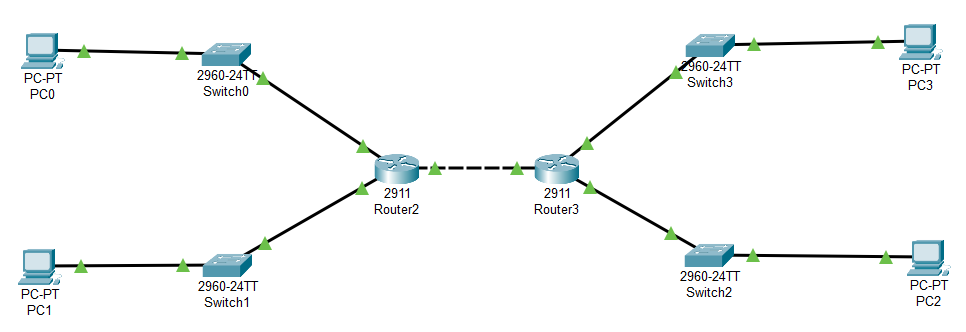 PC-PT
PC0
2960-24TT
Switch0
2960-24TT
Switch3
PC-PT
PC3
2911
Router2
2911
Router3
PC-PT
PC1
2960-24TT
Switch1
2960-24TT
Switch2
PC-PT
PC2